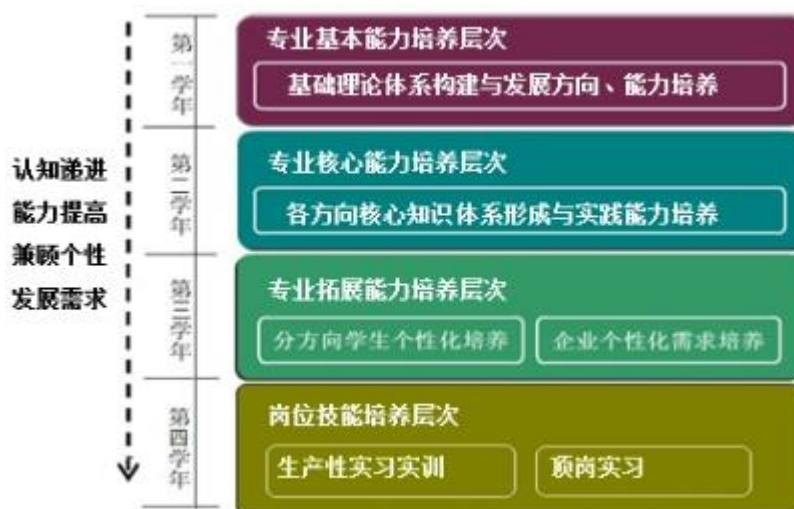 认知递进
能力提高
兼顾个性
发展需求
第一学年
专业基本能力培养层次
基础理论体系构建与发展方向、能力培养
第二学年
专业核心能力培养层次
各方向核心知识体系形成与实践能力培养
第三学年
专业拓展能力培养层次
分方向学生个性化培养
企业个性化需求培养
第四学年
岗位技能培养层次
生产性实习实训
顶岗实习